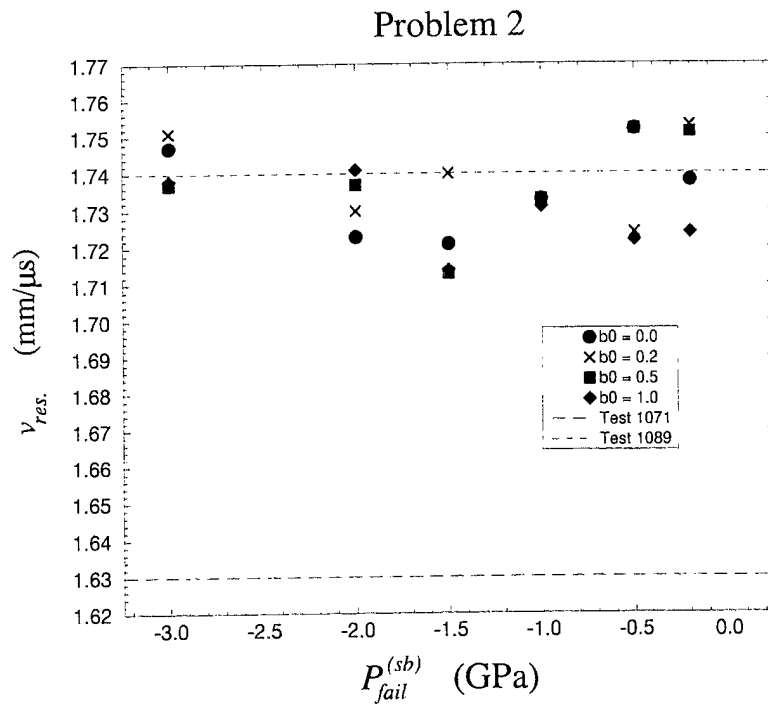 Problem 2
1.77
1.76
1.75
1.74
1.73
1.72
1.71
1.70
1.69
1.68
1.67
1.66
1.65
1.64
1.63
1.62
v_res. (mm/μs)
b0 = 0.0
b0 = 0.2
b0 = 0.5
b0 = 1.0
Test 1071
Test 1089
-3.0 -2.5 -2.0 -1.5 -1.0 -0.5 0.0
P_fail^(sb) (GPa)